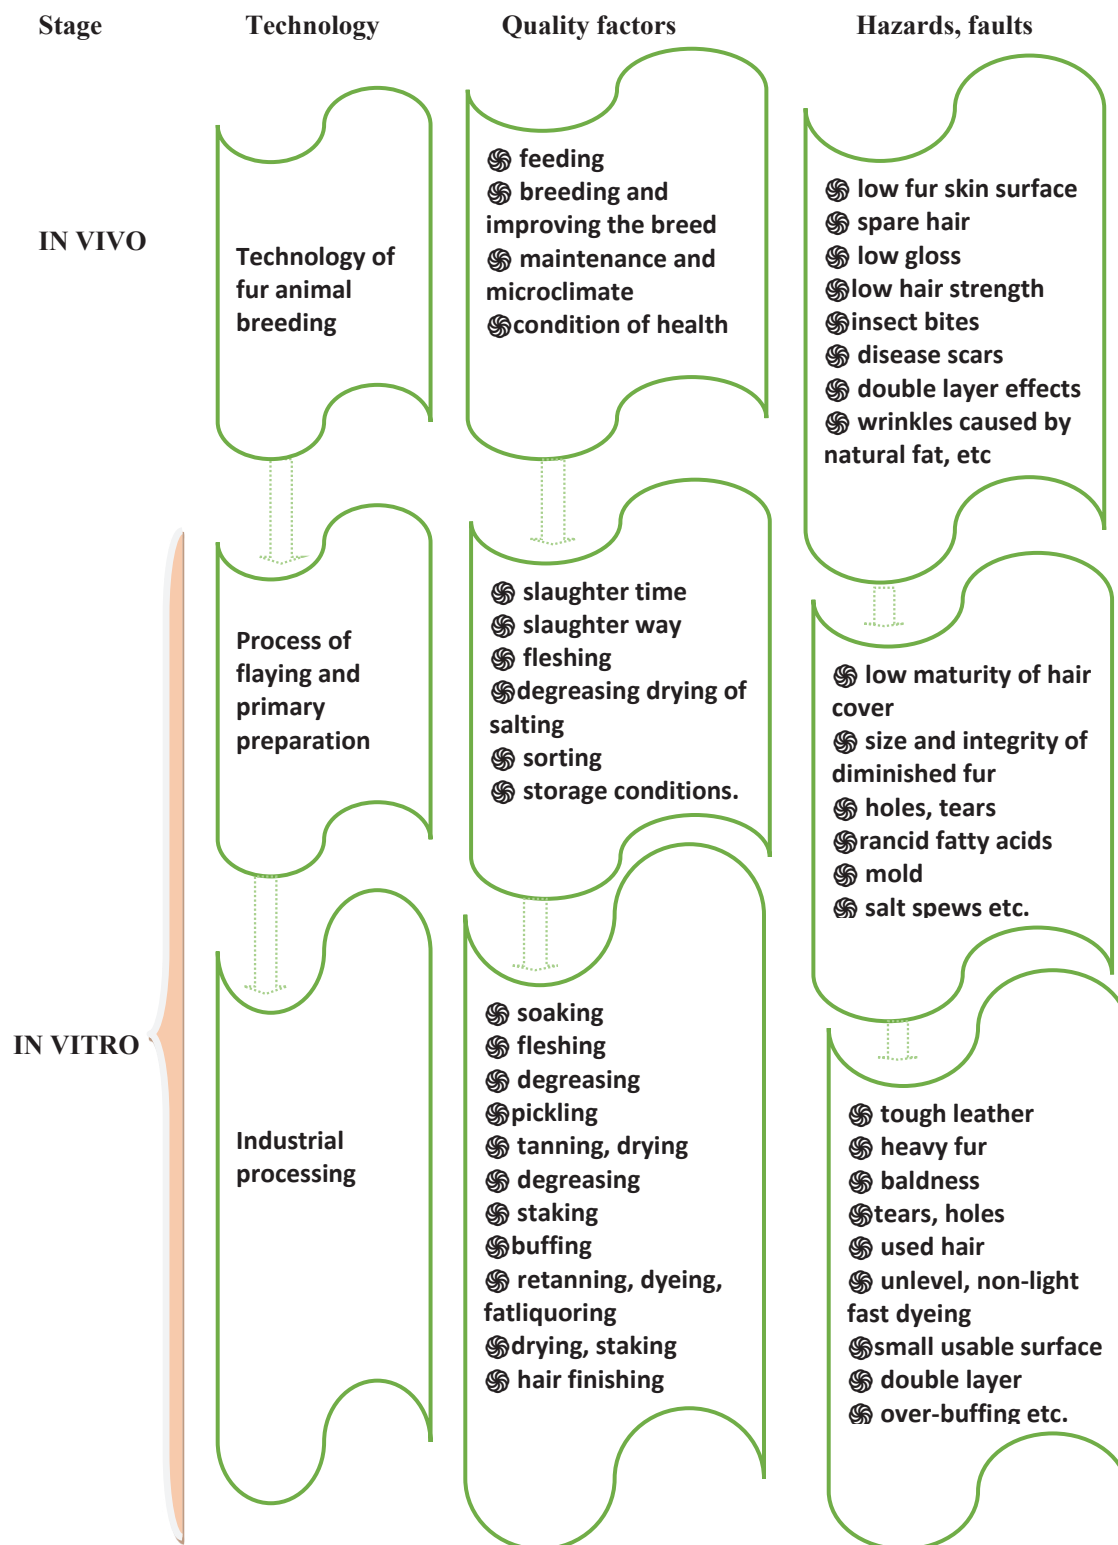 Stage
Technology
Quality factors
Hazards, faults
IN VIVO
Technology of
fur animal
breeding
feeding
breeding and
improving the breed
maintenance and
microclimate
condition of health
low fur skin surface
spare hair
low gloss
low hair strength
insect bites
disease scars
double layer effects
wrinkles caused by
natural fat, etc
IN VITRO
Process of
flaying and
primary
preparation
slaughter time
slaughter way
fleshing
degreasing drying of
salting
sorting
storage conditions.
low maturity of hair
cover
size and integrity of
diminished fur
holes, tears
rancid fatty acids
mold
salt spews etc.
Industrial
processing
soaking
fleshing
degreasing
pickling
tanning, drying
degreasing
staking
buffing
retanning, dyeing,
fatliquoring
drying, staking
hair finishing
tough leather
heavy fur
baldness
tears, holes
used hair
unlevel, non-light
fast dyeing
small usable surface
double layer
over-buffing etc.